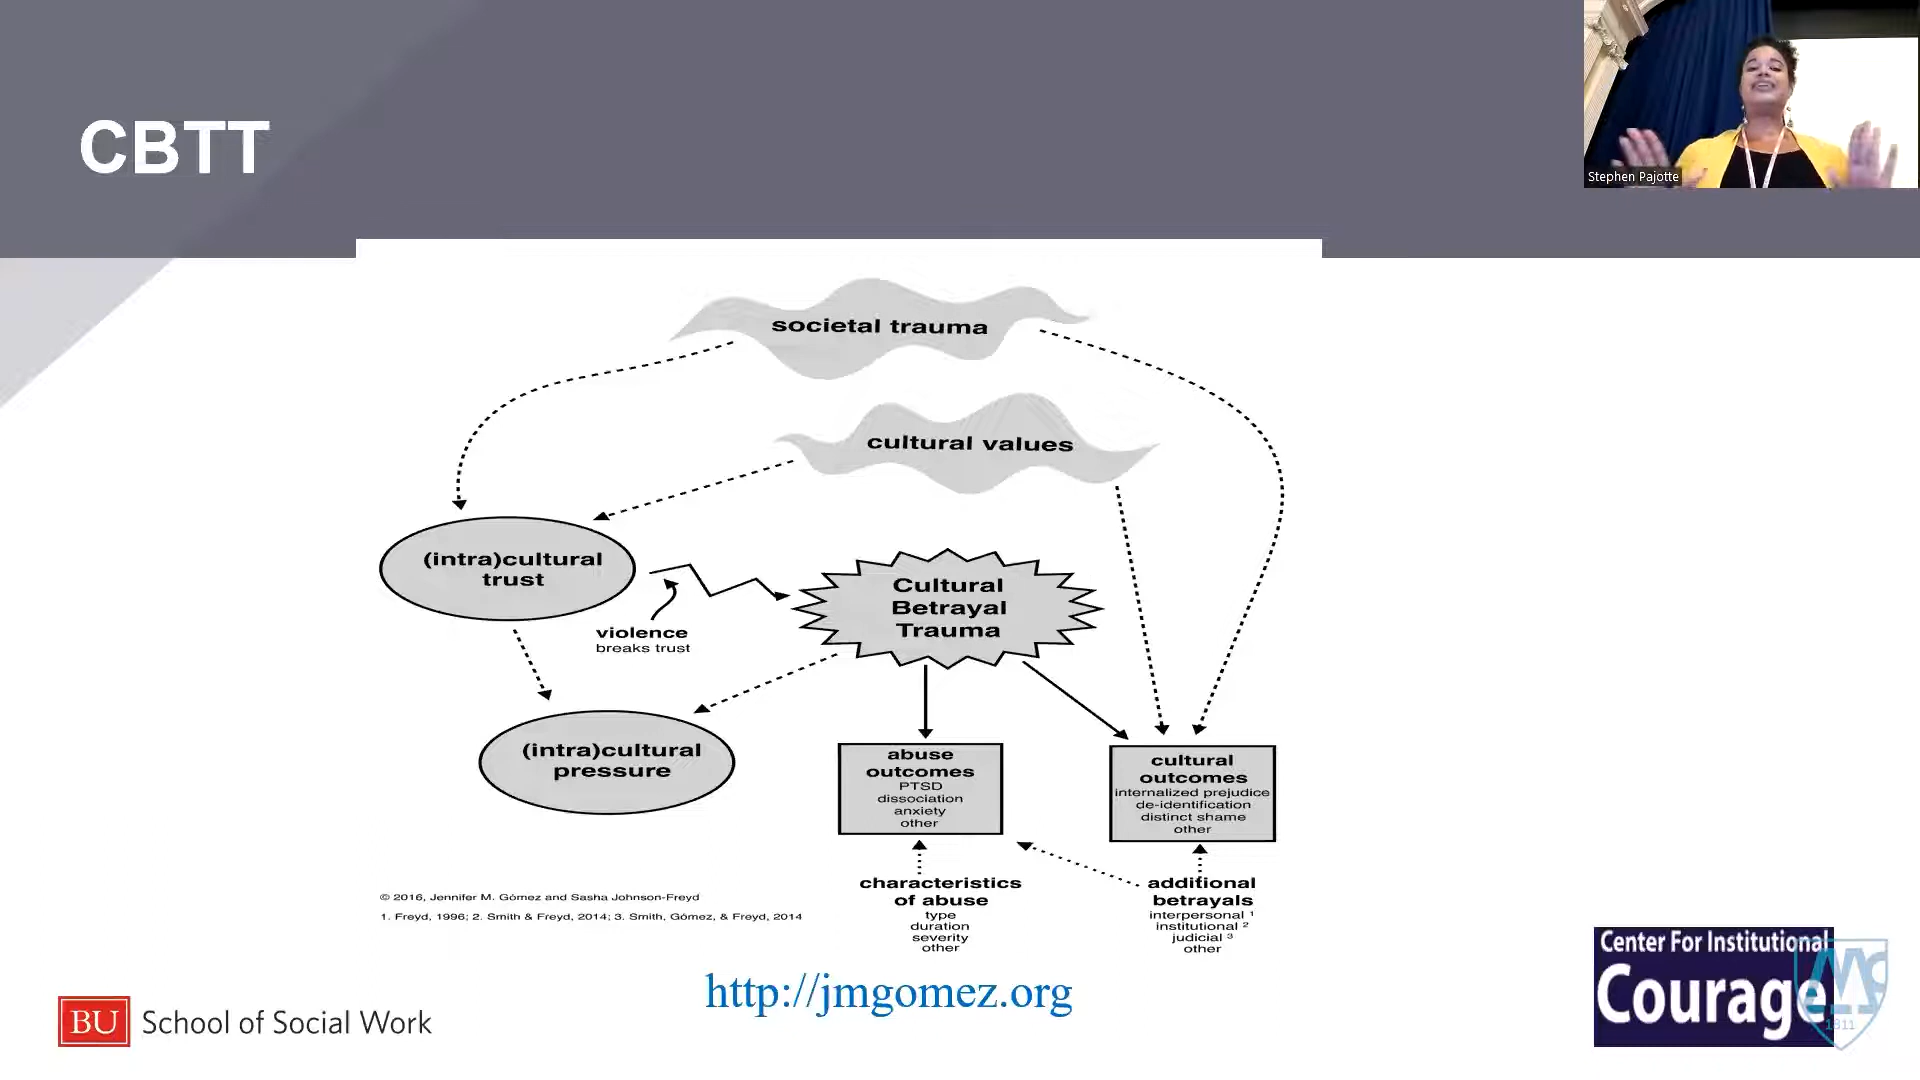 CBTT
Stephen Pajotte
societal trauma
cultural values
(intra)cultural
trust
violence
breaks trust
Cultural
Betrayal
Trauma
(intra)cultural
pressure
abuse
outcomes
PTSD
dissociation
anxiety
other
cultural
outcomes
internalized prejudice
de-identification
distinct shame
other
characteristics
of abuse
type
duration
severity
other
additional
betrayals
interpersonal ¹
institutional ²
judicial ³
other
© 2016, Jennifer M. Gómez and Sasha Johnson-Freyd
1. Freyd, 1996; 2. Smith & Freyd, 2014; 3. Smith, Gómez, & Freyd, 2014
http://jmgomez.org
BU School of Social Work
Center For Institutional
Courage
1811